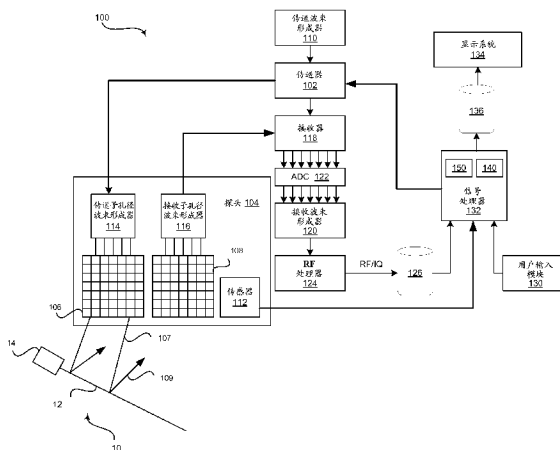 100
传送波束
形成器
110
传送器
102
接收器
118
ADC 122
接收波束
形成器
120
RF
处理器
124
RF/IQ
126
显示系统
134
136
150
140
信号
处理器
132
用户输入
模块
130
探头 104
传送子孔径
波束形成器
114
接收子孔径
波束形成器
116
108
传感器
112
106
107
14
109
12
10